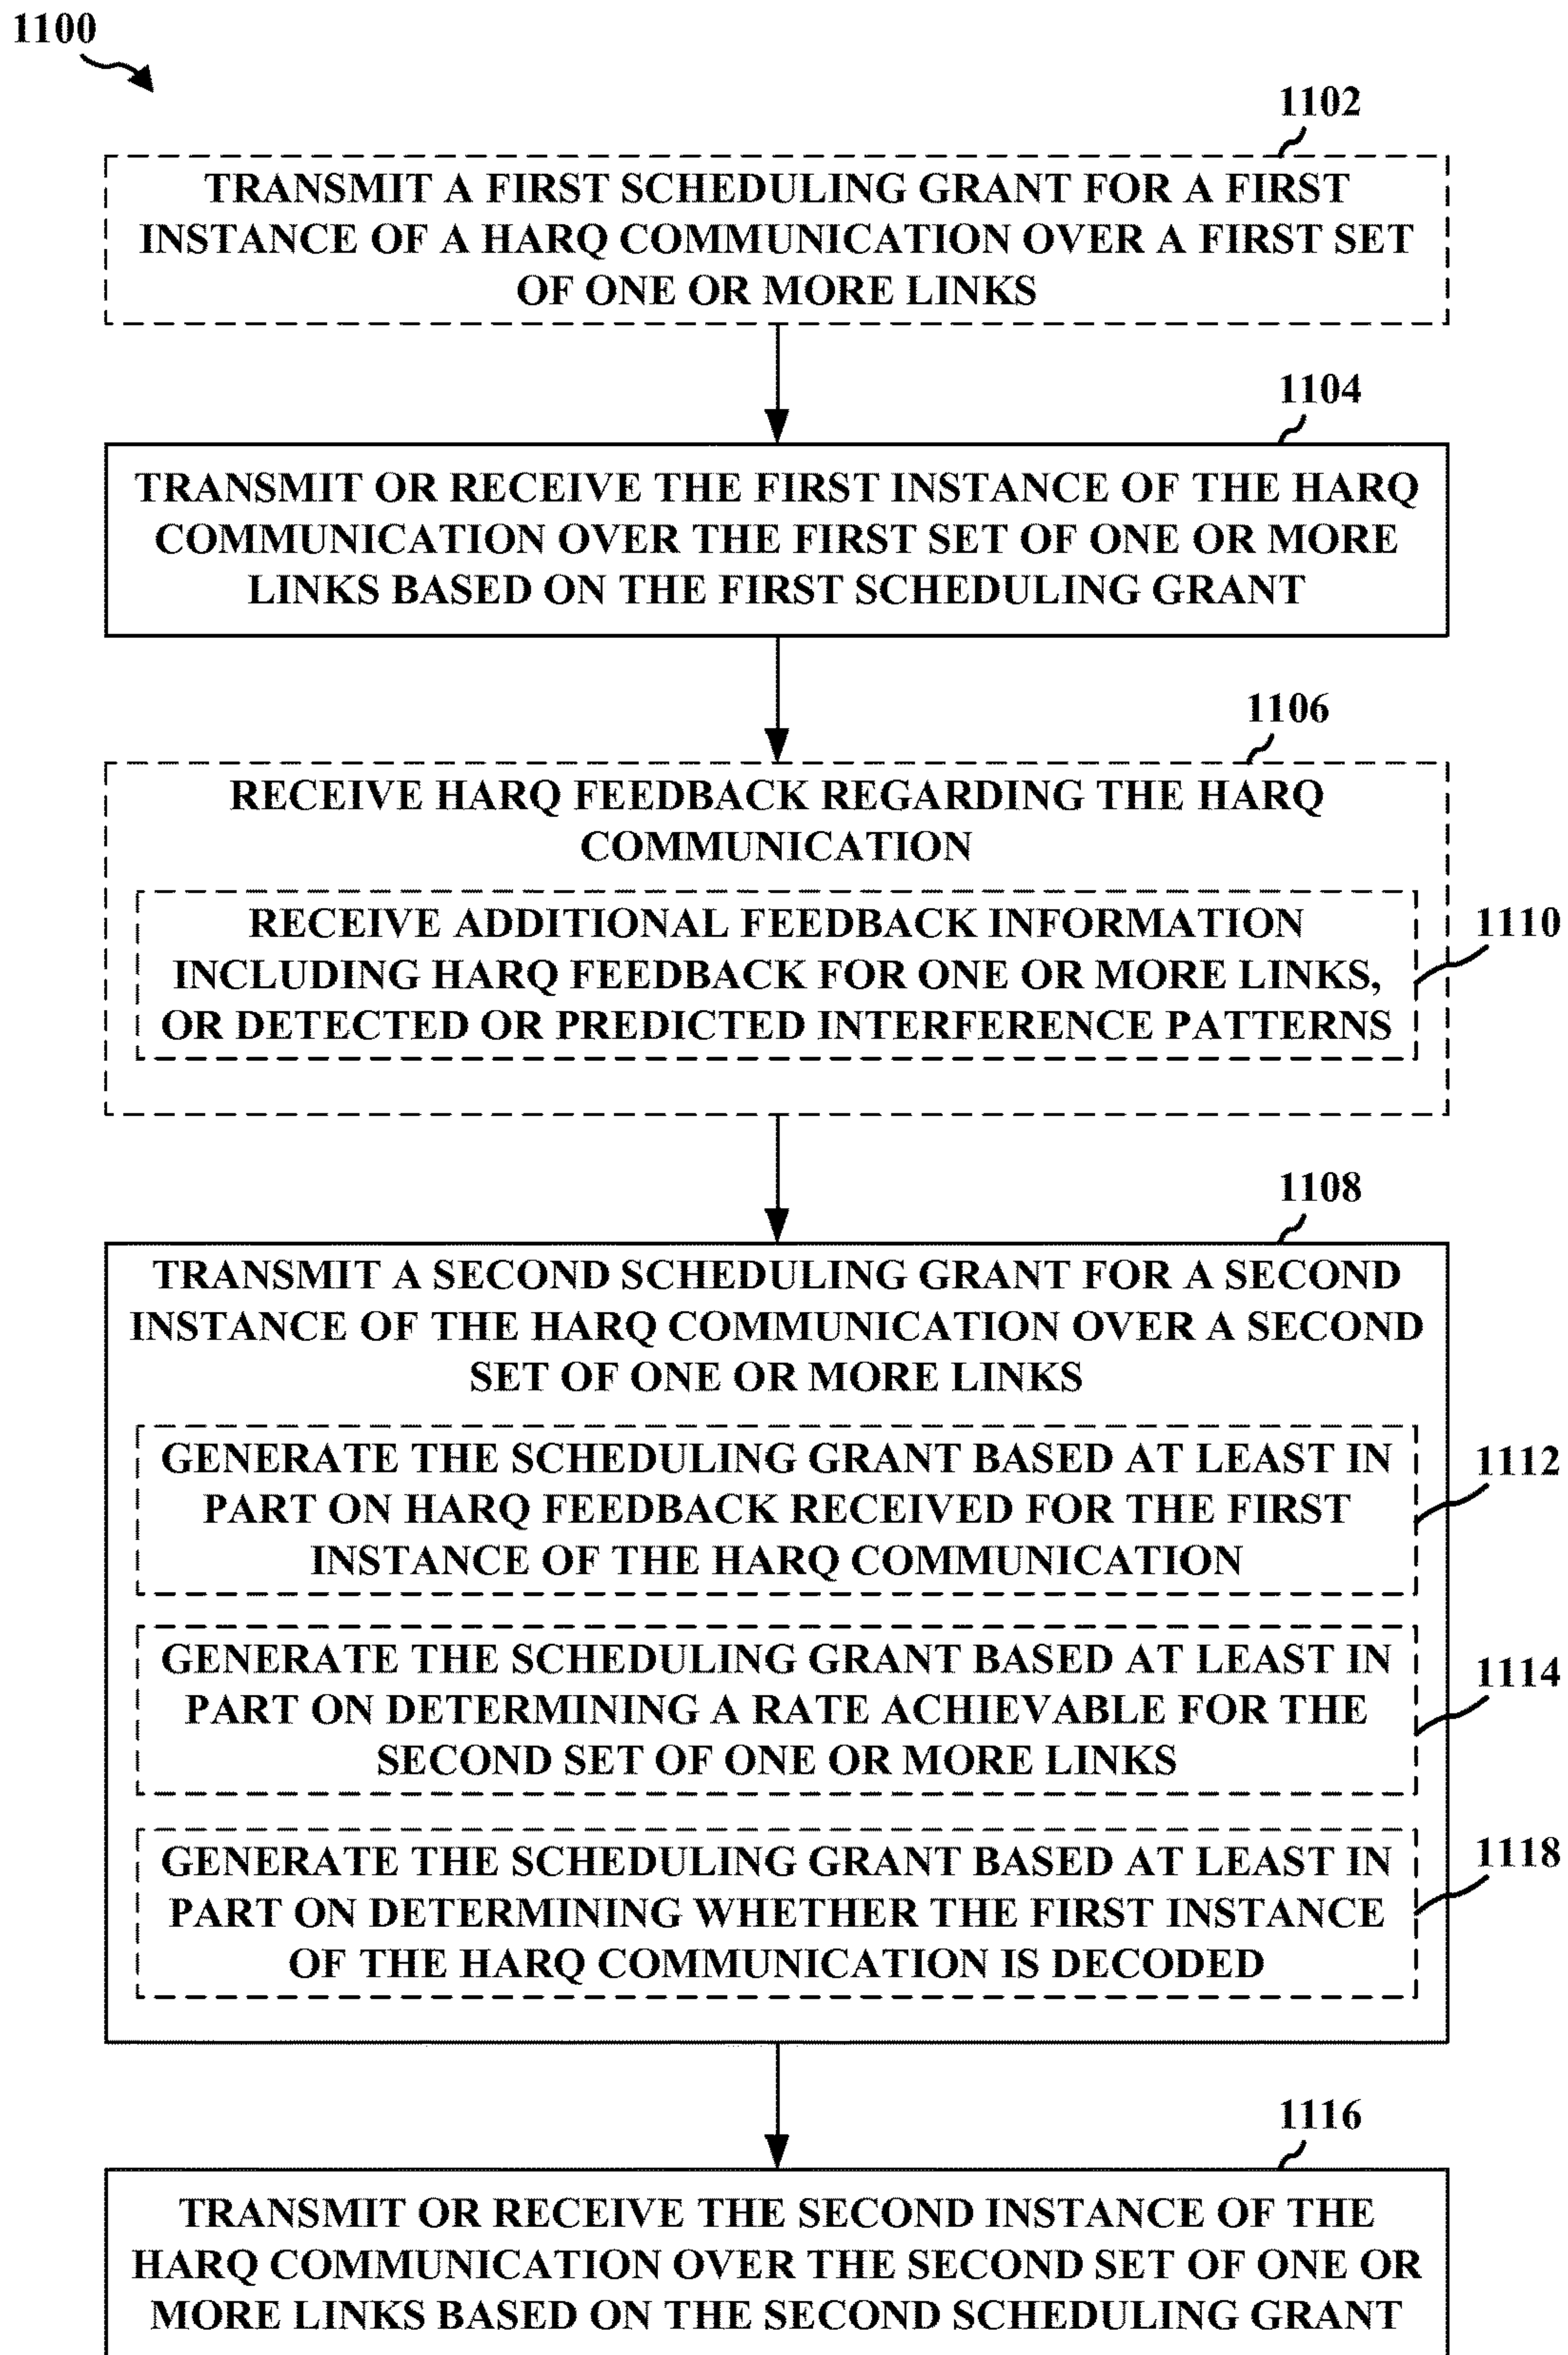 1100
1102
TRANSMIT A FIRST SCHEDULING GRANT FOR A FIRST
INSTANCE OF A HARQ COMMUNICATION OVER A FIRST SET
OF ONE OR MORE LINKS
1104
TRANSMIT OR RECEIVE THE FIRST INSTANCE OF THE HARQ
COMMUNICATION OVER THE FIRST SET OF ONE OR MORE
LINKS BASED ON THE FIRST SCHEDULING GRANT
1106
RECEIVE HARQ FEEDBACK REGARDING THE HARQ
COMMUNICATION
RECEIVE ADDITIONAL FEEDBACK INFORMATION
INCLUDING HARQ FEEDBACK FOR ONE OR MORE LINKS,
OR DETECTED OR PREDICTED INTERFERENCE PATTERNS
1110
1108
TRANSMIT A SECOND SCHEDULING GRANT FOR A SECOND
INSTANCE OF THE HARQ COMMUNICATION OVER A SECOND
SET OF ONE OR MORE LINKS
GENERATE THE SCHEDULING GRANT BASED AT LEAST IN
PART ON HARQ FEEDBACK RECEIVED FOR THE FIRST
INSTANCE OF THE HARQ COMMUNICATION
1112
GENERATE THE SCHEDULING GRANT BASED AT LEAST IN
PART ON DETERMINING A RATE ACHIEVABLE FOR THE
SECOND SET OF ONE OR MORE LINKS
1114
GENERATE THE SCHEDULING GRANT BASED AT LEAST IN
PART ON DETERMINING WHETHER THE FIRST INSTANCE
OF THE HARQ COMMUNICATION IS DECODED
1118
1116
TRANSMIT OR RECEIVE THE SECOND INSTANCE OF THE
HARQ COMMUNICATION OVER THE SECOND SET OF ONE OR
MORE LINKS BASED ON THE SECOND SCHEDULING GRANT